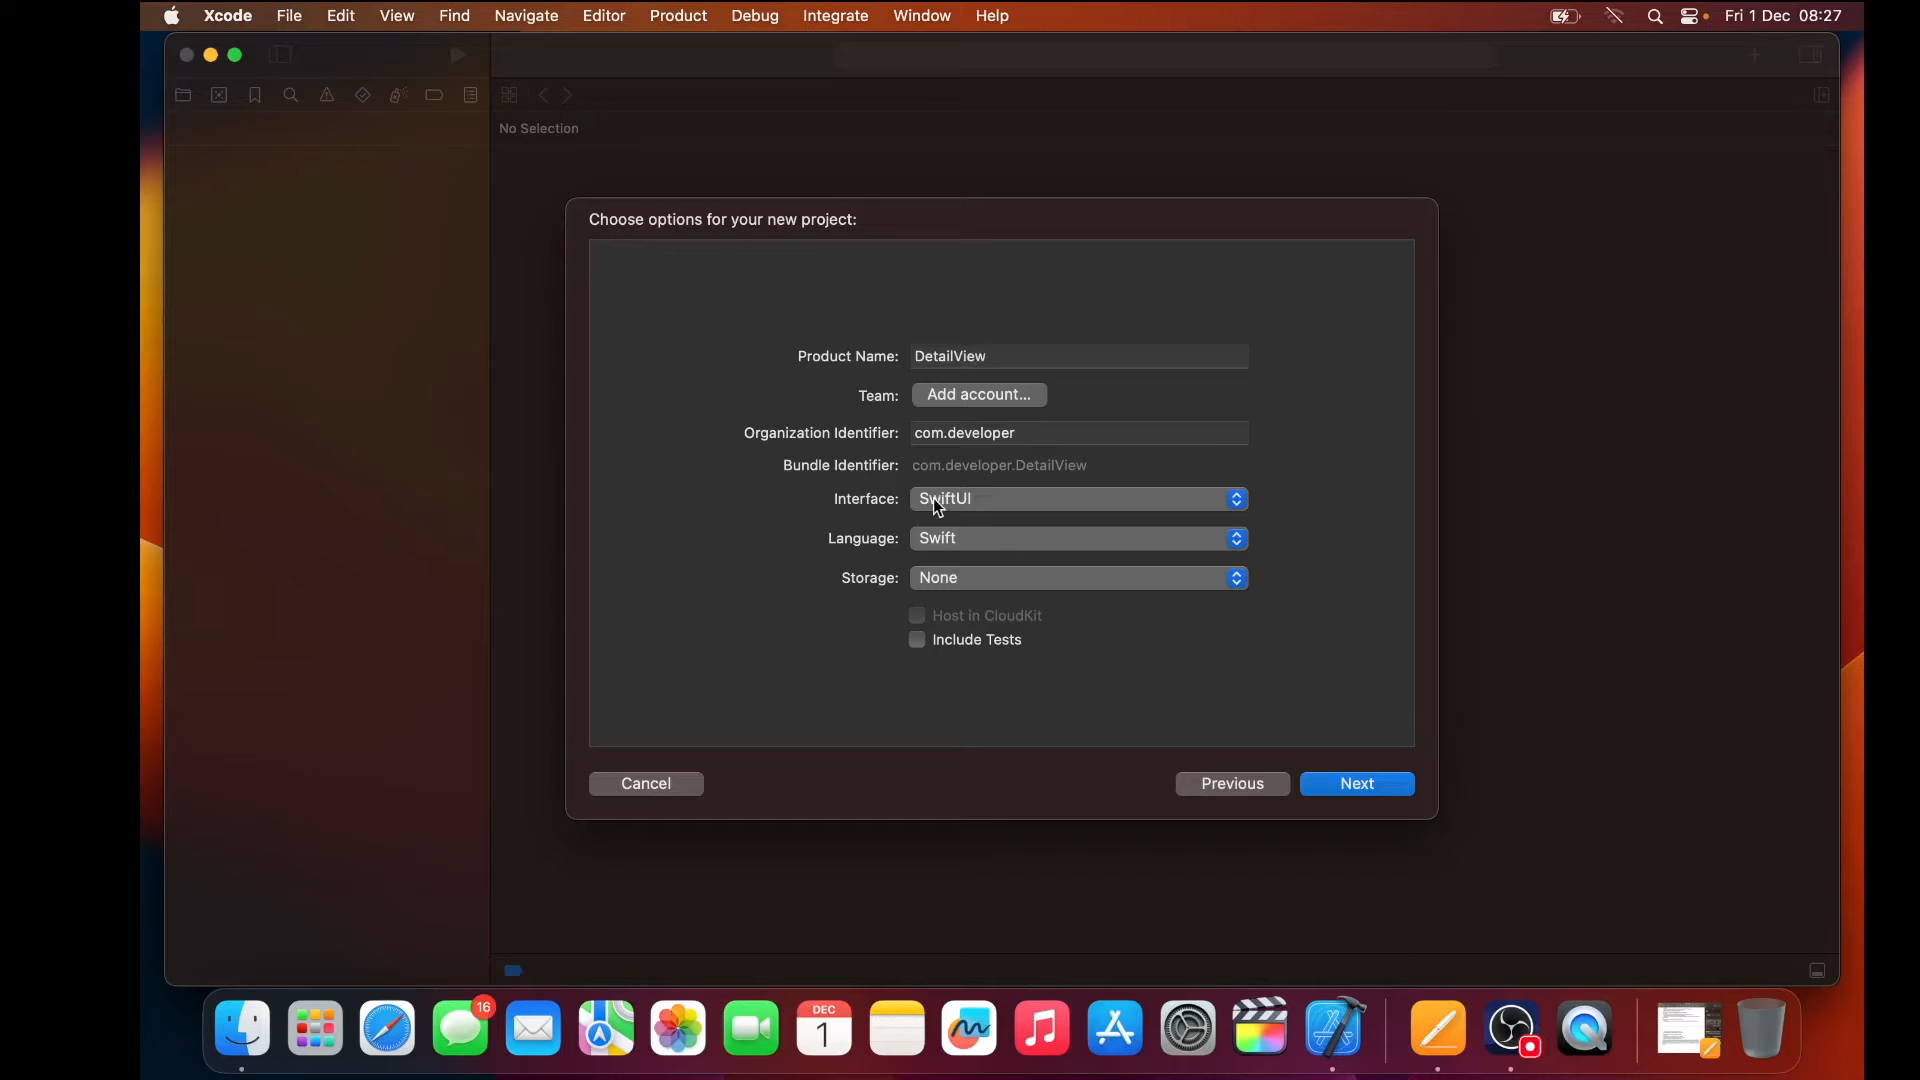 Xcode File Edit View Find Navigate Editor Product Debug Integrate Window Help Fri 1 Dec 08:27
No Selection
Choose options for your new project:
Product Name: DetailView
Team: Add account...
Organization Identifier: com.developer
Bundle Identifier: com.developer.DetailView
Interface: SwiftUI
Language: Swift
Storage: None
Host in CloudKit
Include Tests
Cancel Previous Next
16
DEC
1